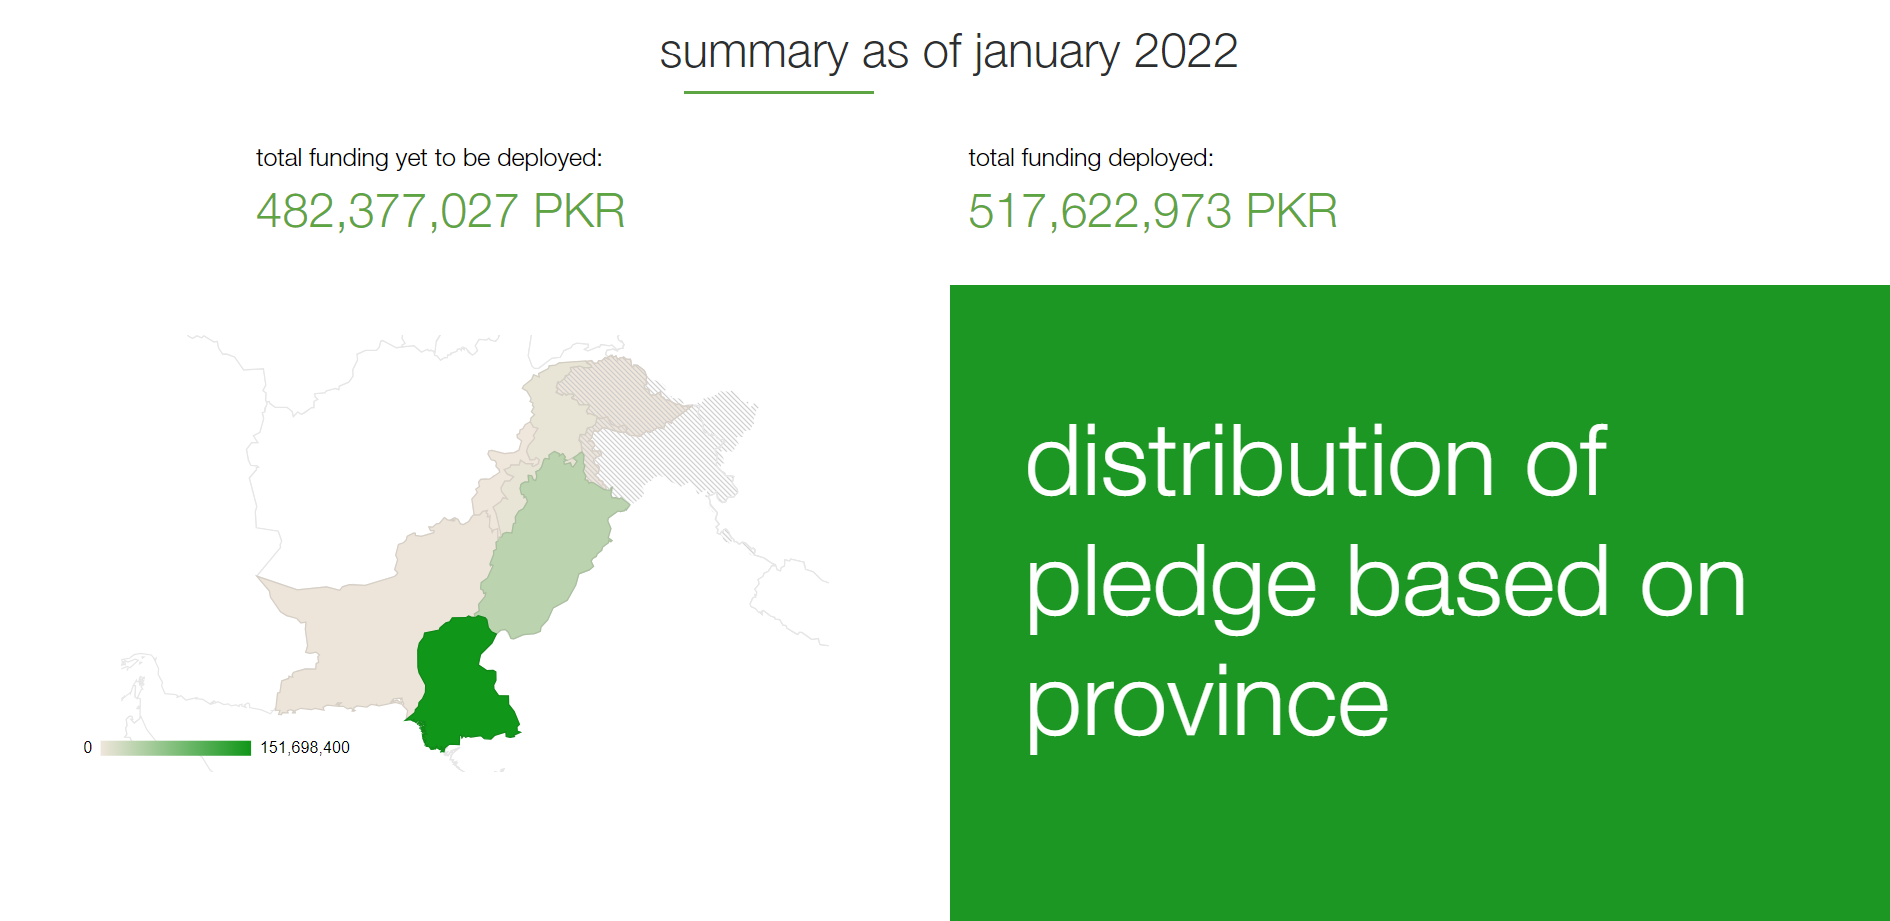 summary as of january 2022
total funding yet to be deployed:
482,377,027 PKR
total funding deployed:
517,622,973 PKR
0
151,698,400
distribution of
pledge based on
province